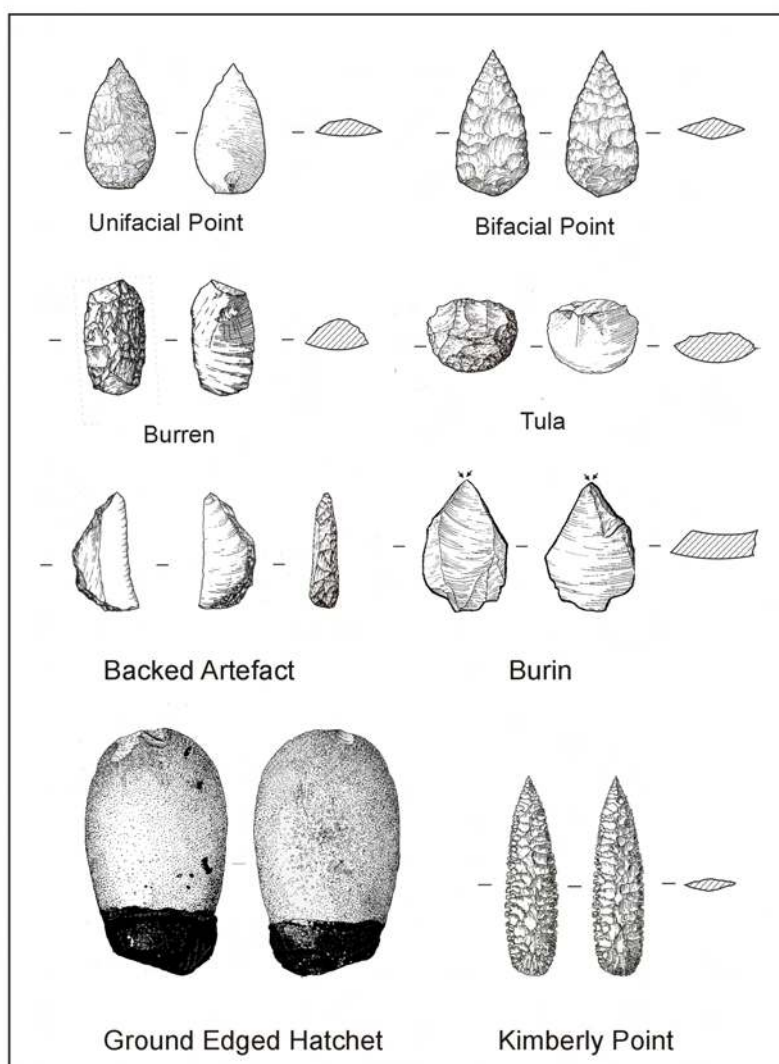 Unifacial Point
Bifacial Point
Burren
Tula
Backed Artefact
Burin
Ground Edged Hatchet
Kimberly Point